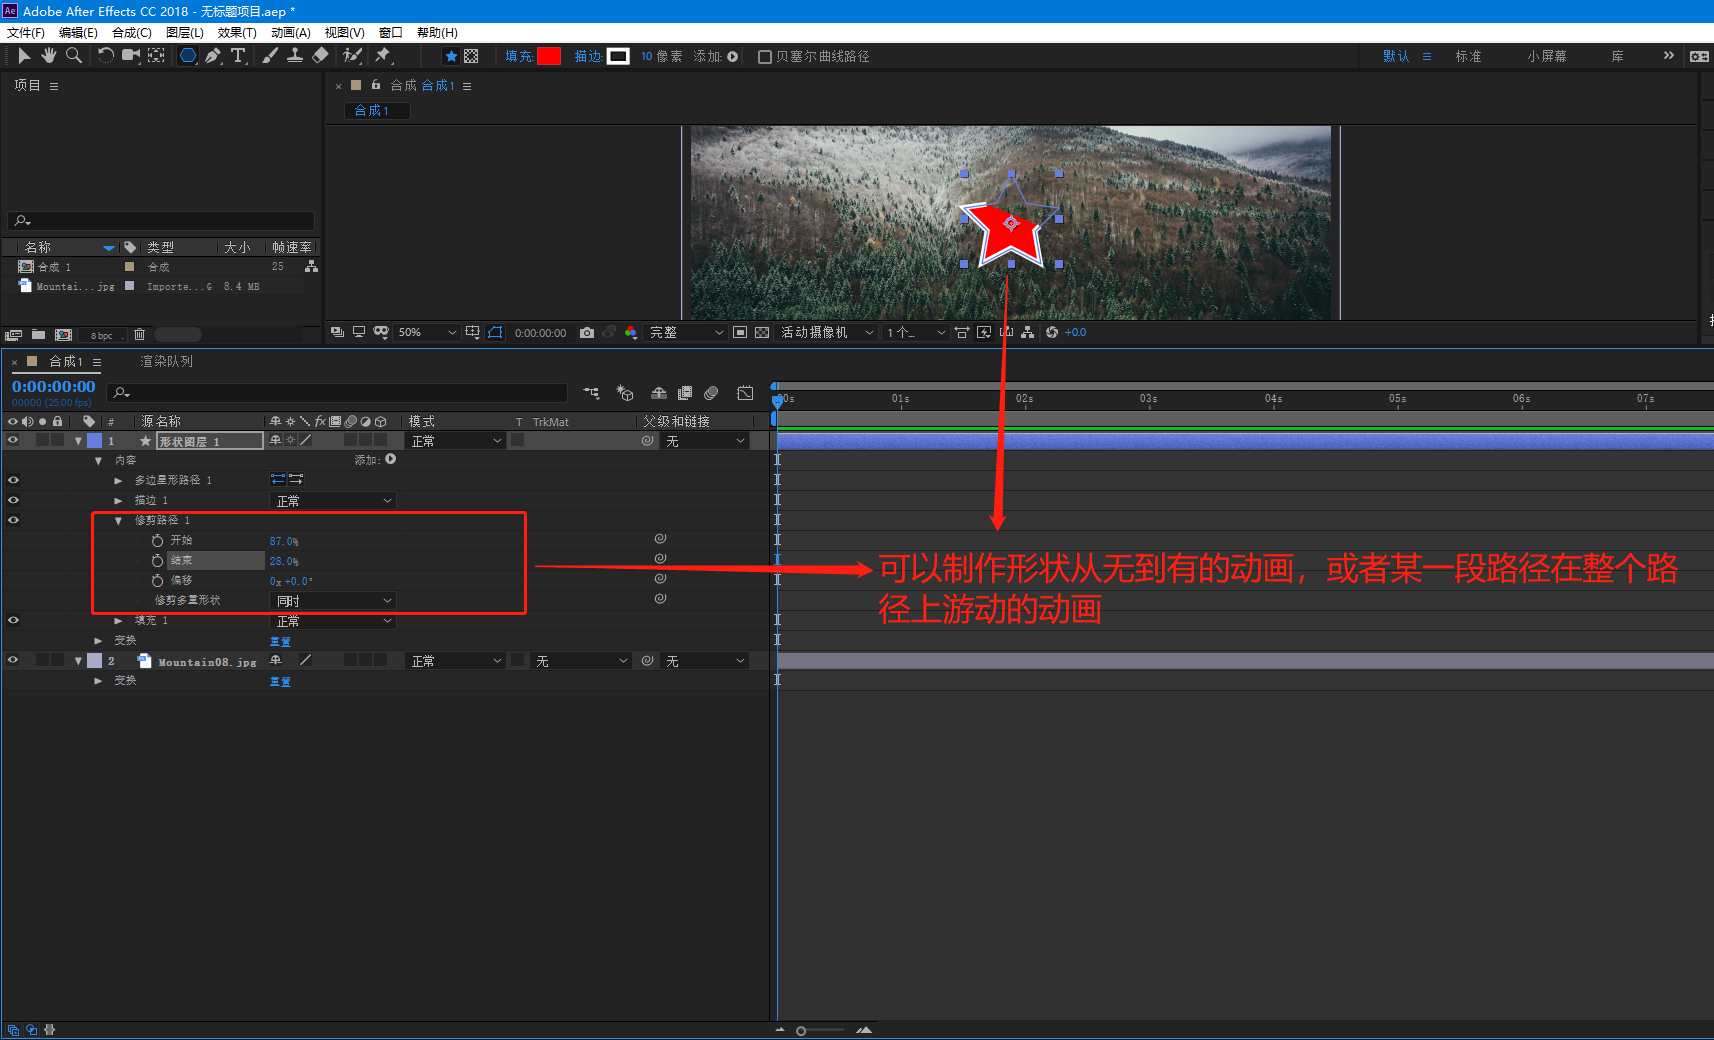 Ae Adobe After Effects CC 2018 - 无标题项目.aep *
文件(F) 编辑(E) 合成(C) 图层(L) 效果(T) 动画(A) 视图(V) 窗口 帮助(H)
填充: 描边: 10 像素 添加: 贝塞尔曲线路径 默认 标准 小屏幕 库
项目
× 合成 合成1
合成1
名称 类型 大小 帧速率
合成 1 合成 25
Mountai...jpg Importe...G 8.4 MB
8 bpc
50% 0:00:00:00 完整 活动摄像机 1个... +0.0
× 合成1 渲染队列
0:00:00:00
00000 (25.00 fps)
01s 02s 03s 04s 05s 06s 07s
# 源名称 fx 模式 T TrkMat 父级和链接
1 形状图层 1 正常 无
内容 添加:
多边星形路径 1
描边 1 正常
修剪路径 1
开始 87.0%
结束 28.0%
偏移 0x+0.0°
修剪多重形状 同时
填充 1 正常
变换 重置
2 Mountain08.jpg 正常 无 无
变换 重置
可以制作形状从无到有的动画，或者某一段路径在整个路
径上游动的动画